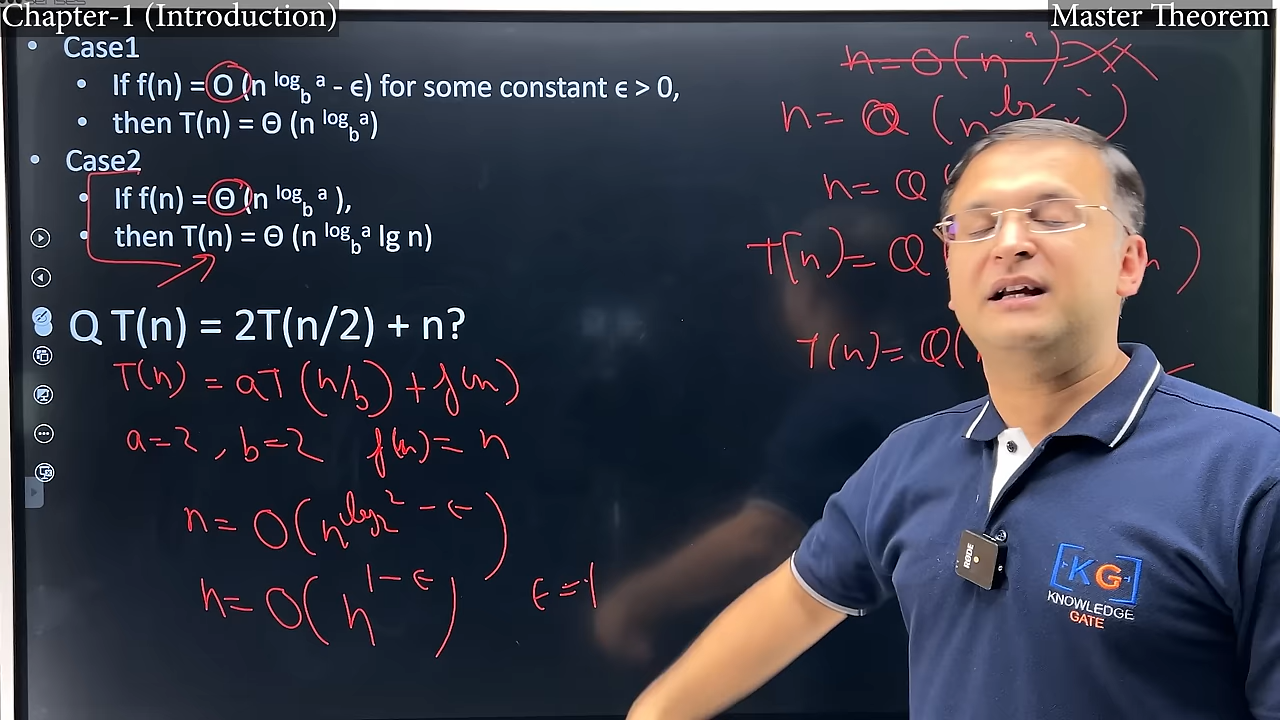 Chapter-1 (Introduction)
Master Theorem
• Case1
• If f(n) = O (n log_b a - ϵ) for some constant ϵ > 0,
• then T(n) = Θ (n log_b a)
• Case2
• If f(n) = Θ (n log_b a ),
• then T(n) = Θ (n log_b a lg n)
Q T(n) = 2T(n/2) + n?
T(n) = aT (n/b) + f(n)
a=2 , b=2 f(n) = n
n = O(n^log_2 2 - ϵ)
n = O(n^1-ϵ) ϵ=1
n = O(n
n = Θ (n log
n = Θ
T(n) = Θ
T(n) = Θ(
RØDE
KG
KNOWLEDGE
GATE